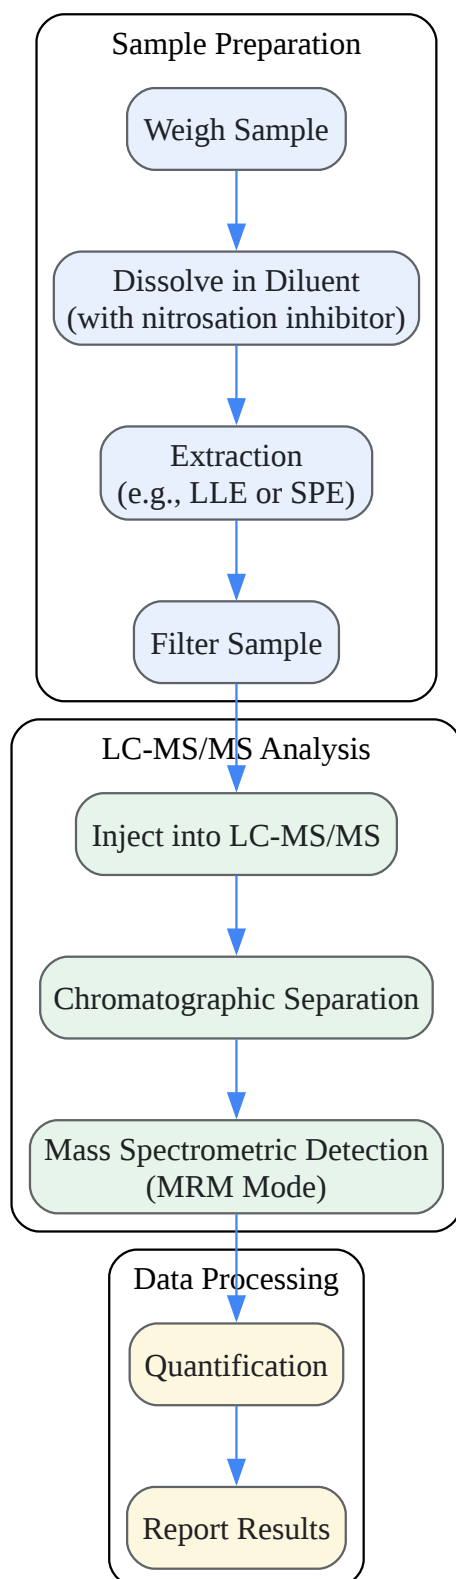 Sample Preparation
Weigh Sample
Dissolve in Diluent
(with nitrosation inhibitor)
Extraction
(e.g., LLE or SPE)
Filter Sample
LC-MS/MS Analysis
Inject into LC-MS/MS
Chromatographic Separation
Mass Spectrometric Detection
(MRM Mode)
Data Processing
Quantification
Report Results